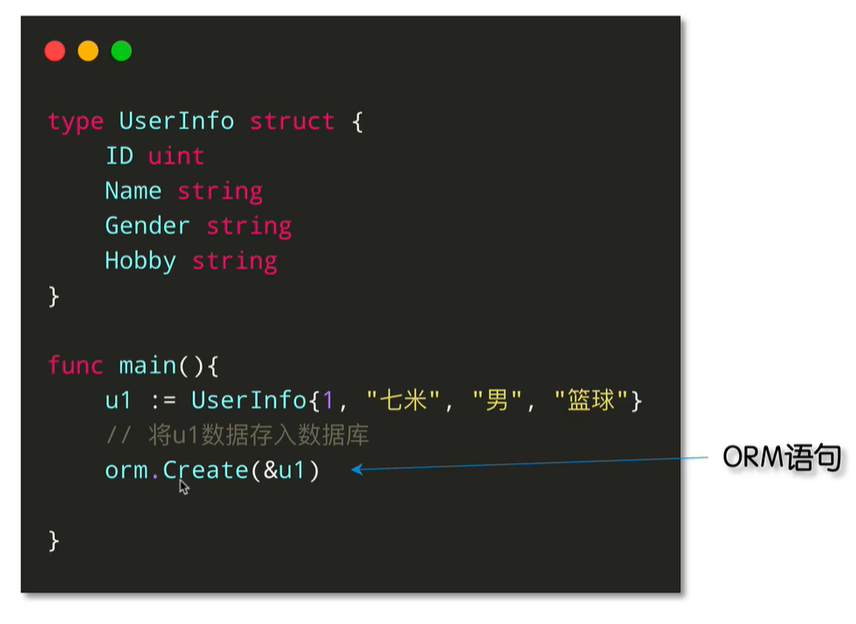 type UserInfo struct {
    ID uint
    Name string
    Gender string
    Hobby string
}
func main(){
    u1 := UserInfo{1, "七米", "男", "篮球"}
    // 将u1数据存入数据库
    orm.Create(&u1)
ORM语句
}